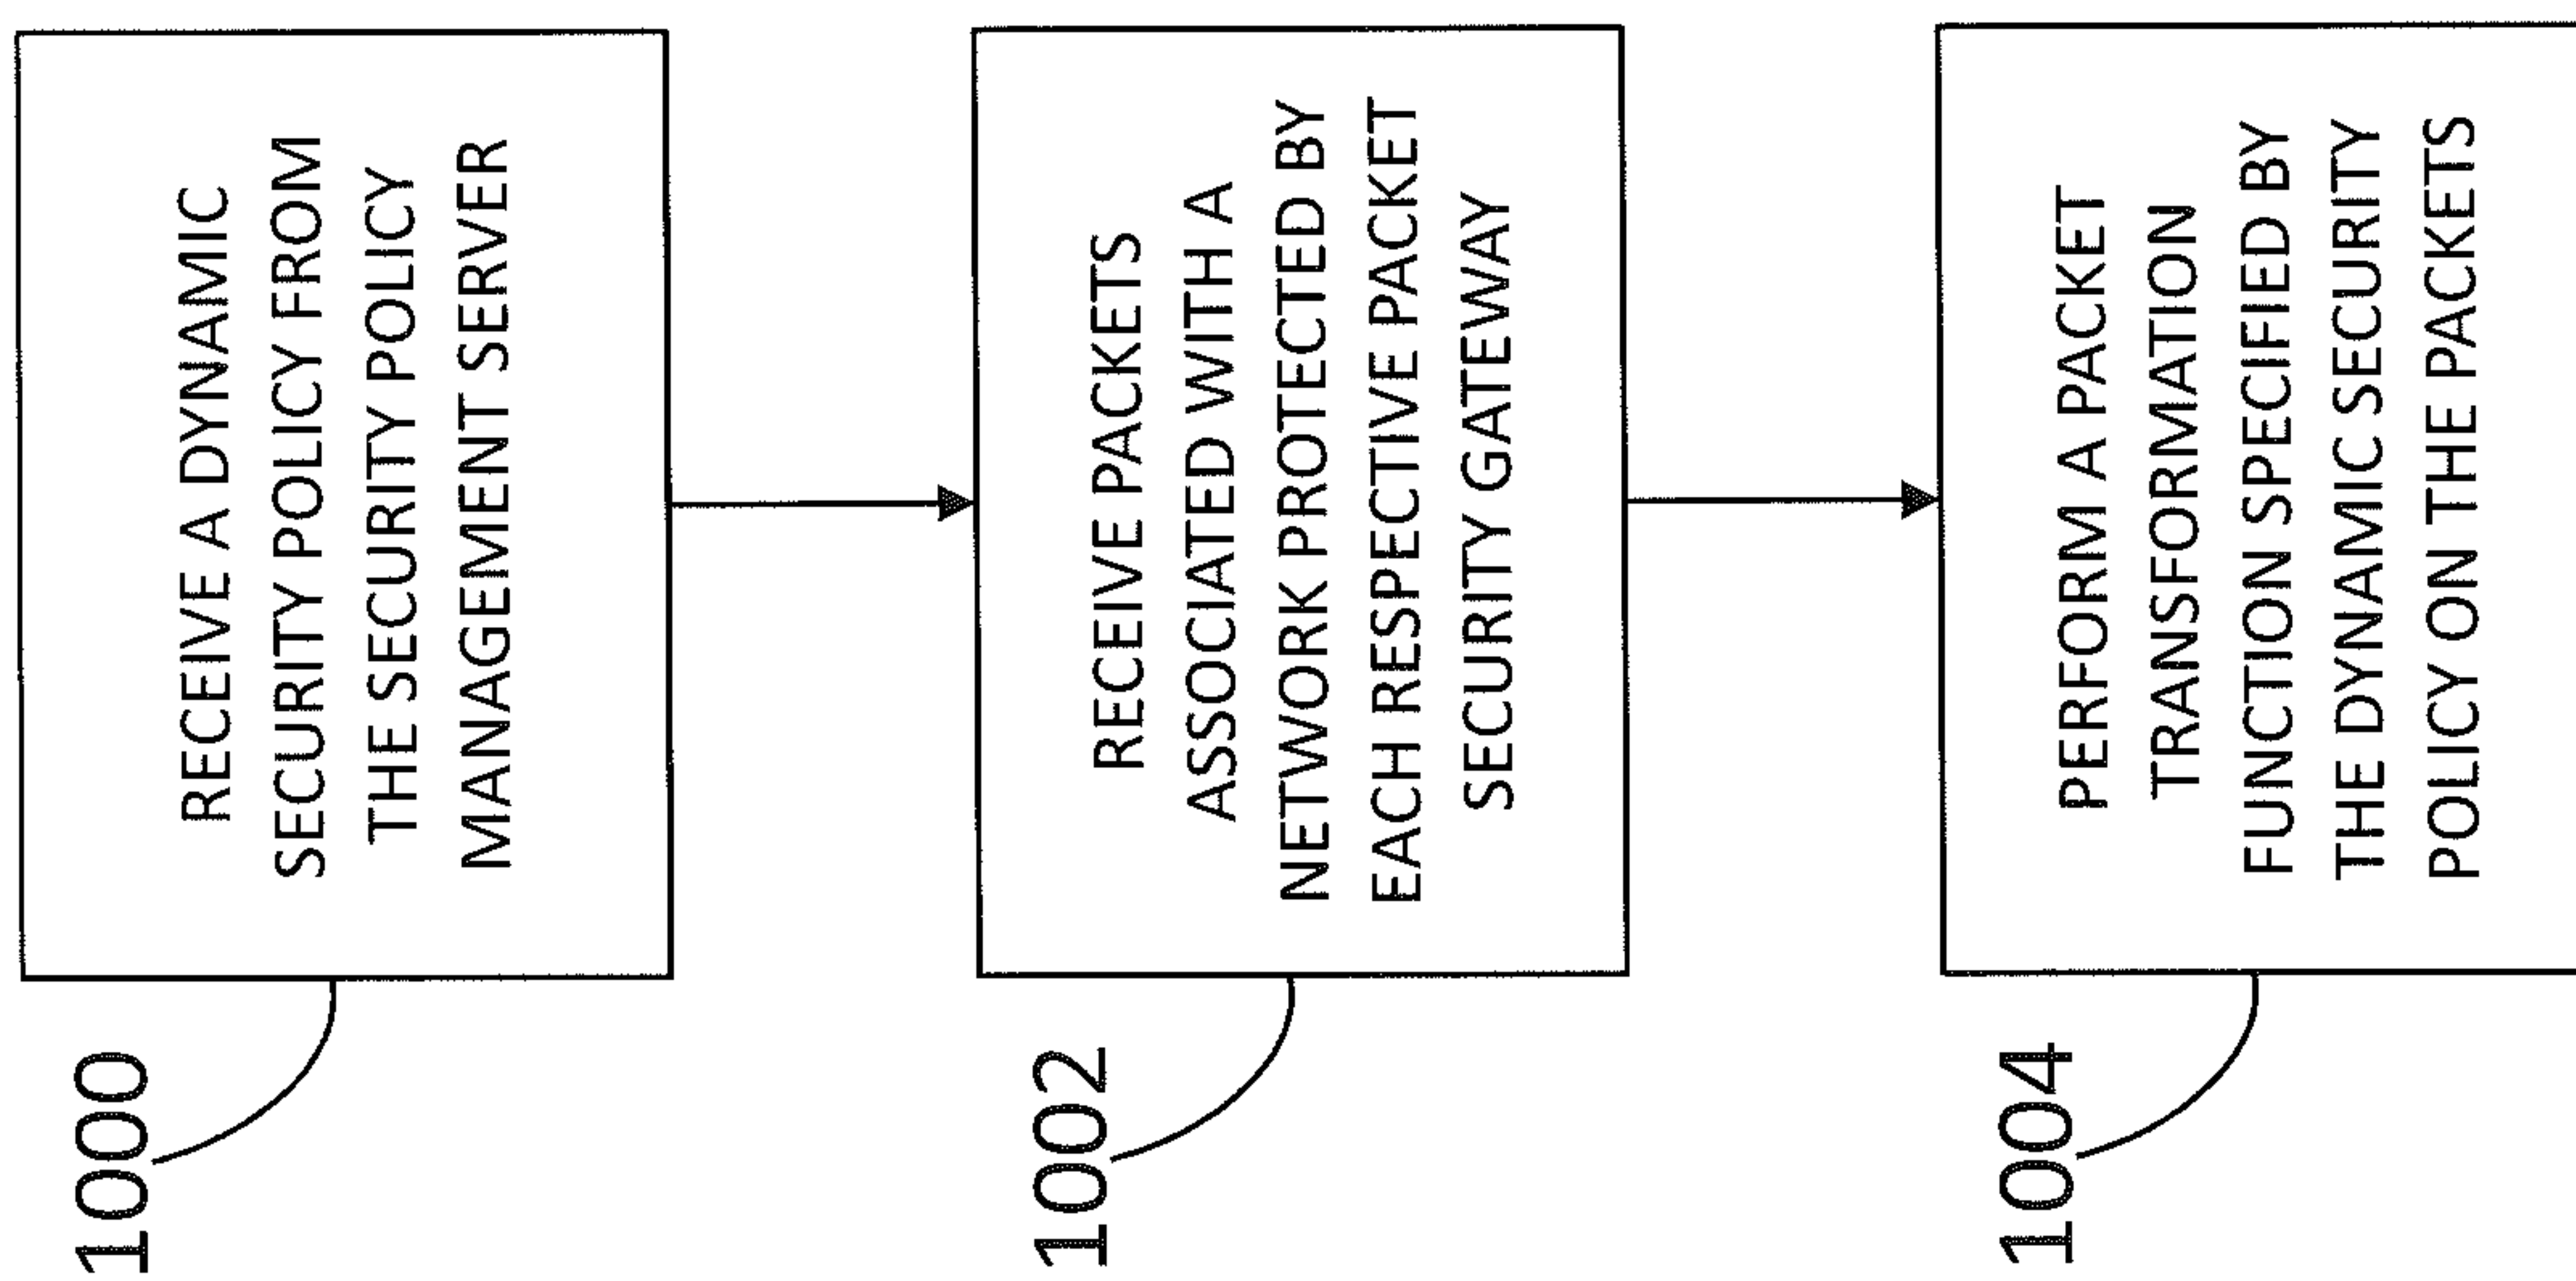 1000
RECEIVE A DYNAMIC
SECURITY POLICY FROM
THE SECURITY POLICY
MANAGEMENT SERVER
1002
RECEIVE PACKETS
ASSOCIATED WITH A
NETWORK PROTECTED BY
EACH RESPECTIVE PACKET
SECURITY GATEWAY
1004
PERFORM A PACKET
TRANSFORMATION
FUNCTION SPECIFIED BY
THE DYNAMIC SECURITY
POLICY ON THE PACKETS